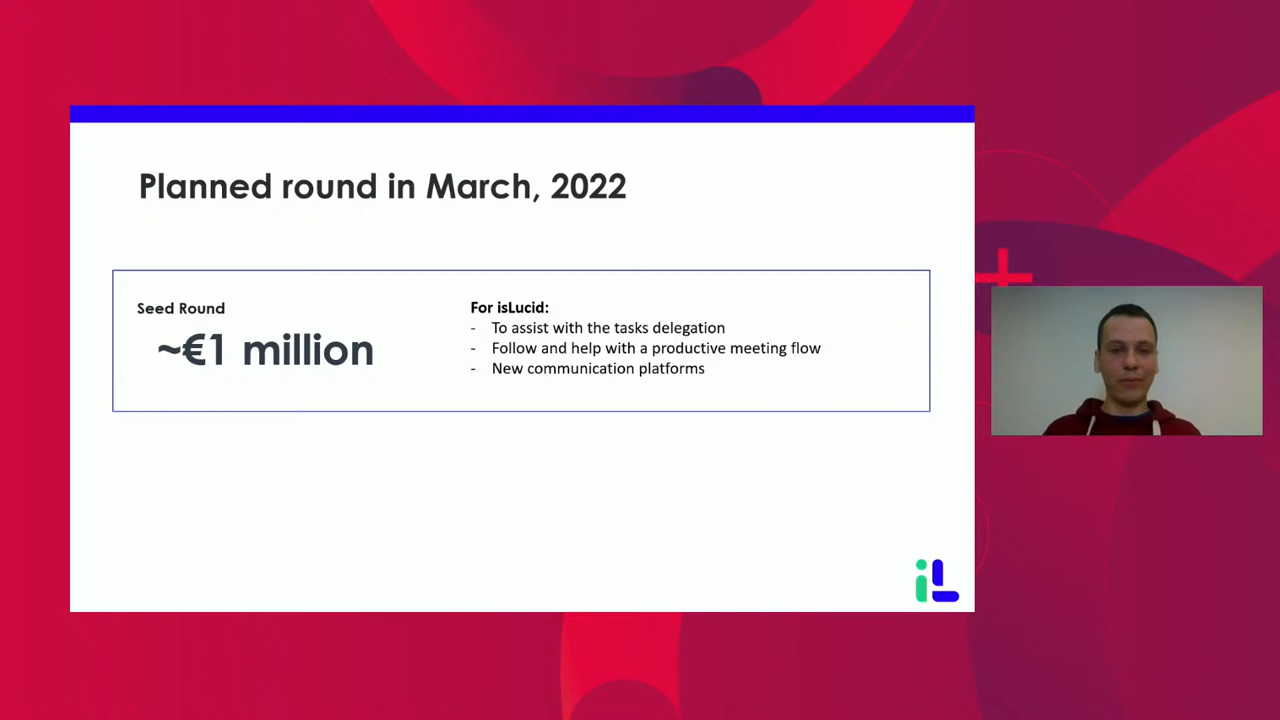 Planned round in March, 2022
Seed Round
~€1 million
For isLucid:
- To assist with the tasks delegation
- Follow and help with a productive meeting flow
- New communication platforms
iL